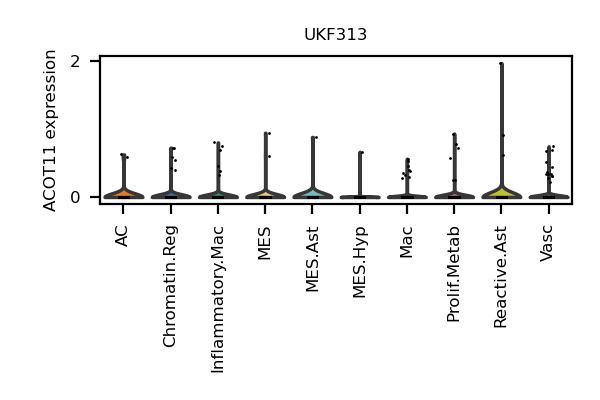 UKF313
ACOT11 expression
2
0
AC
Chromatin.Reg
Inflammatory.Mac
MES
MES.Ast
MES.Hyp
Mac
Prolif.Metab
Reactive.Ast
Vasc